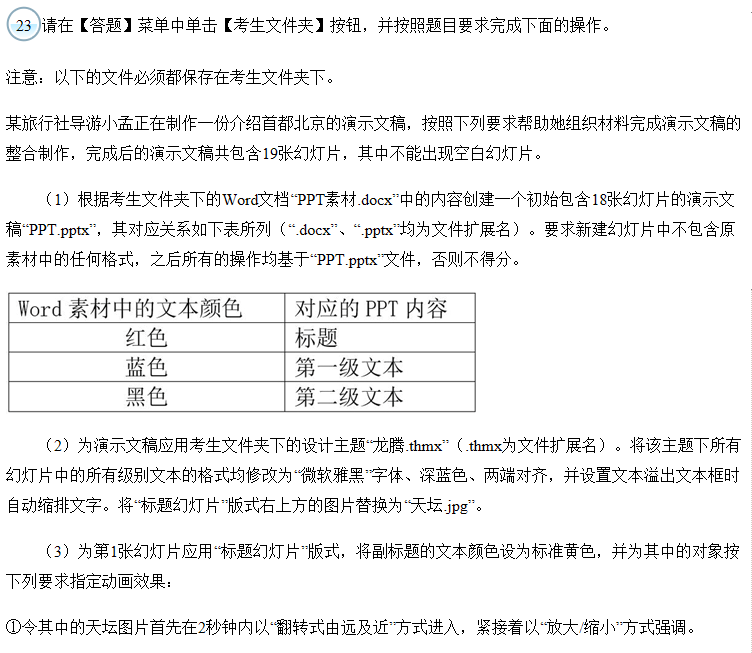 23 请在【答题】菜单中单击【考生文件夹】按钮，并按照题目要求完成下面的操作。
注意：以下的文件必须都保存在考生文件夹下。
某旅行社导游小孟正在制作一份介绍首都北京的演示文稿，按照下列要求帮助她组织材料完成演示文稿的
整合制作，完成后的演示文稿共包含19张幻灯片，其中不能出现空白幻灯片。
（1）根据考生文件夹下的Word文档“PPT素材.docx”中的内容创建一个初始包含18张幻灯片的演示文
稿“PPT.pptx”，其对应关系如下表所列（“.docx”、“.pptx”均为文件扩展名）。要求新建幻灯片中不包含原
素材中的任何格式，之后所有的操作均基于“PPT.pptx”文件，否则不得分。
Word 素材中的文本颜色 对应的 PPT 内容
红色 标题
蓝色 第一级文本
黑色 第二级文本
（2）为演示文稿应用考生文件夹下的设计主题“龙腾.thmx”（.thmx为文件扩展名）。将该主题下所有
幻灯片中的所有级别文本的格式均修改为“微软雅黑”字体、深蓝色、两端对齐，并设置文本溢出文本框时
自动缩排文字。将“标题幻灯片”版式右上方的图片替换为“天坛.jpg”。
（3）为第1张幻灯片应用“标题幻灯片”版式，将副标题的文本颜色设为标准黄色，并为其中的对象按
下列要求指定动画效果：
①令其中的天坛图片首先在2秒钟内以“翻转式由远及近”方式进入，紧接着以“放大/缩小”方式强调。